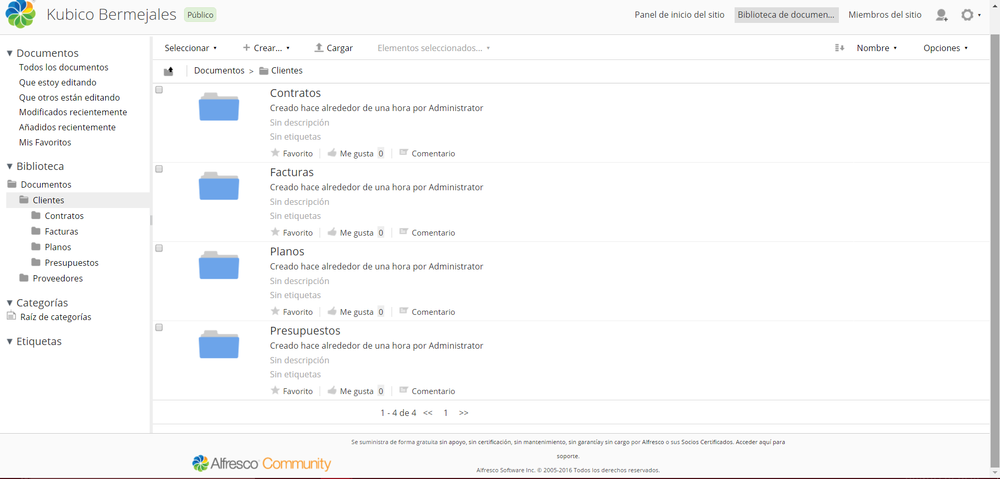 Kubico Bermejales Público Panel de inicio del sitio Biblioteca de documen... Miembros del sitio
Documentos
Todos los documentos
Que estoy editando
Que otros están editando
Modificados recientemente
Añadidos recientemente
Mis Favoritos
Biblioteca
Documentos
Clientes
Contratos
Facturas
Planos
Presupuestos
Proveedores
Categorías
Raíz de categorías
Etiquetas
Seleccionar Crear... Cargar Elementos seleccionados... Nombre Opciones
Documentos > Clientes
Contratos
Creado hace alrededor de una hora por Administrator
Sin descripción
Sin etiquetas
Favorito Me gusta 0 Comentario
Facturas
Creado hace alrededor de una hora por Administrator
Sin descripción
Sin etiquetas
Favorito Me gusta 0 Comentario
Planos
Creado hace alrededor de una hora por Administrator
Sin descripción
Sin etiquetas
Favorito Me gusta 0 Comentario
Presupuestos
Creado hace alrededor de una hora por Administrator
Sin descripción
Sin etiquetas
Favorito Me gusta 0 Comentario
1 - 4 de 4 << 1 >>
Se suministra de forma gratuita sin apoyo, sin certificación, sin mantenimiento, sin garantíay sin cargo por Alfresco o sus Socios Certificados. Acceder aquí para
soporte.
Alfresco Community
Alfresco Software Inc. © 2005-2016 Todos los derechos reservados.